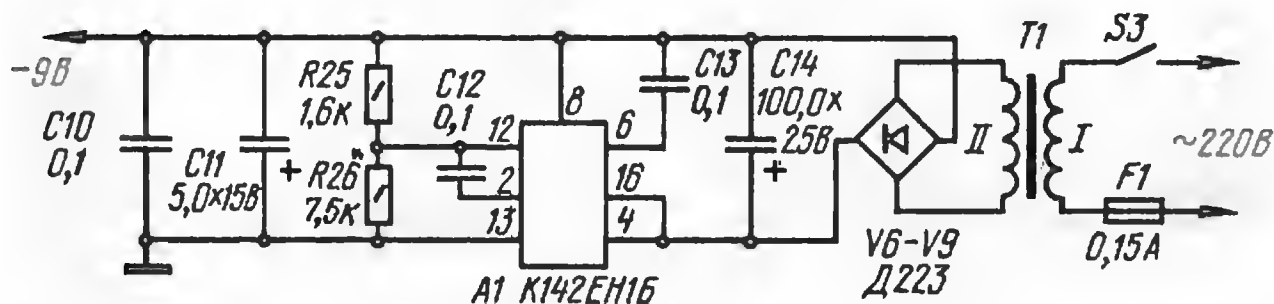 -9В
C10
0,1
C11
5,0×15В
+
R25
1,6к
R26*
7,5к
C12
0,1
12
2
13
8
6
16
4
A1 К142ЕН1Б
C13
0,1
C14
100,0×
25В
+
V6-V9
Д223
II
T1
I
S3
~220В
F1
0,15А